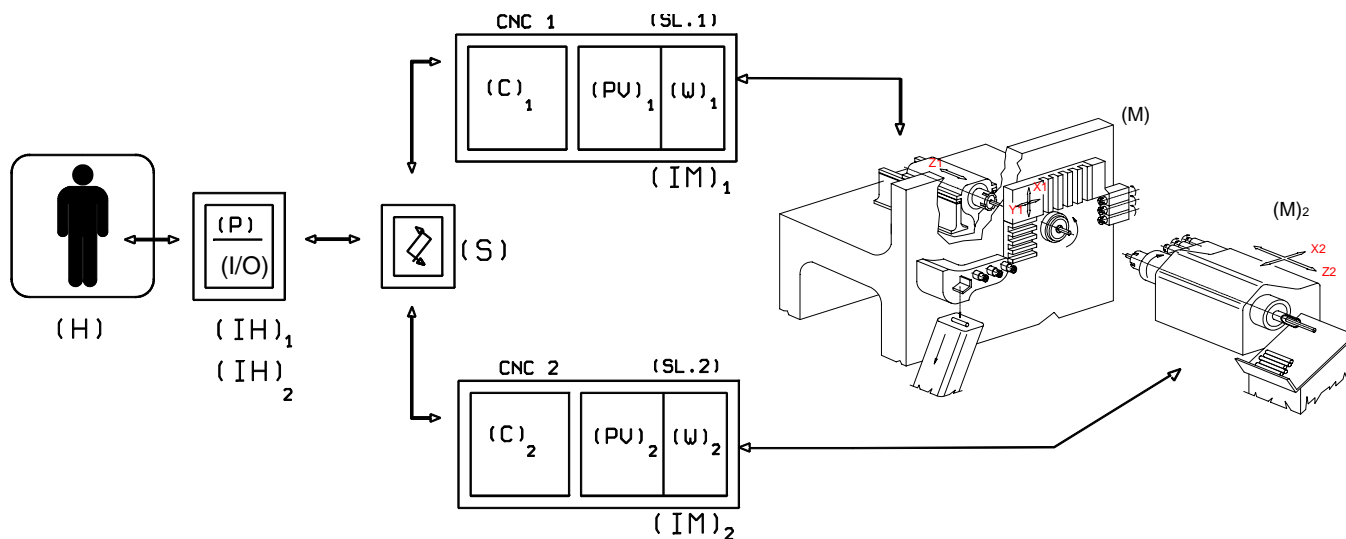 CNC 1 (SL.1)
(C)1 (PV)1 (W)1
(IM)1
(M)
Z1
X1
Y1
(M)2
X2
Z2
(P)
(I/O)
(S)
(H)
(IH)1
(IH)2
CNC 2 (SL.2)
(C)2 (PV)2 (W)2
(IM)2